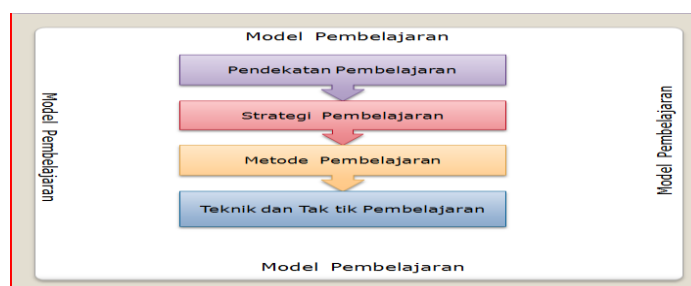 Model Pembelajaran
Pendekatan Pembelajaran
Strategi Pembelajaran
Model Pembelajaran
Model Pembelajaran
Metode Pembelajaran
Teknik dan Tak tik Pembelajaran
Model Pembelajaran